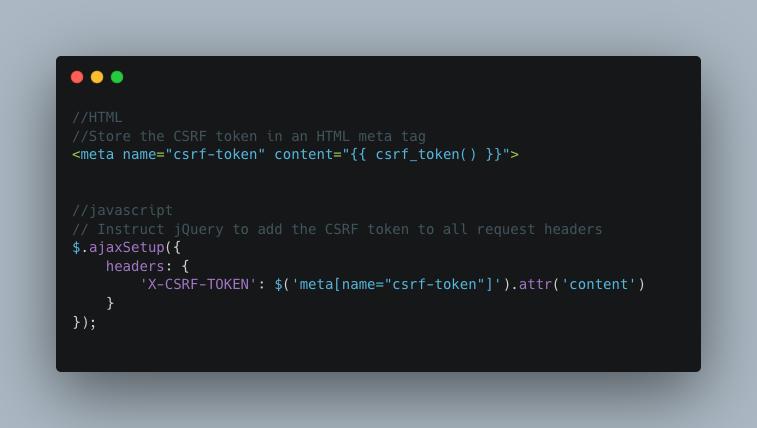 //HTML
//Store the CSRF token in an HTML meta tag
<meta name="csrf-token" content="{{ csrf_token() }}">
//javascript
// Instruct jQuery to add the CSRF token to all request headers
$.ajaxSetup({
    headers: {
        'X-CSRF-TOKEN': $('meta[name="csrf-token"]').attr('content')
    }
});